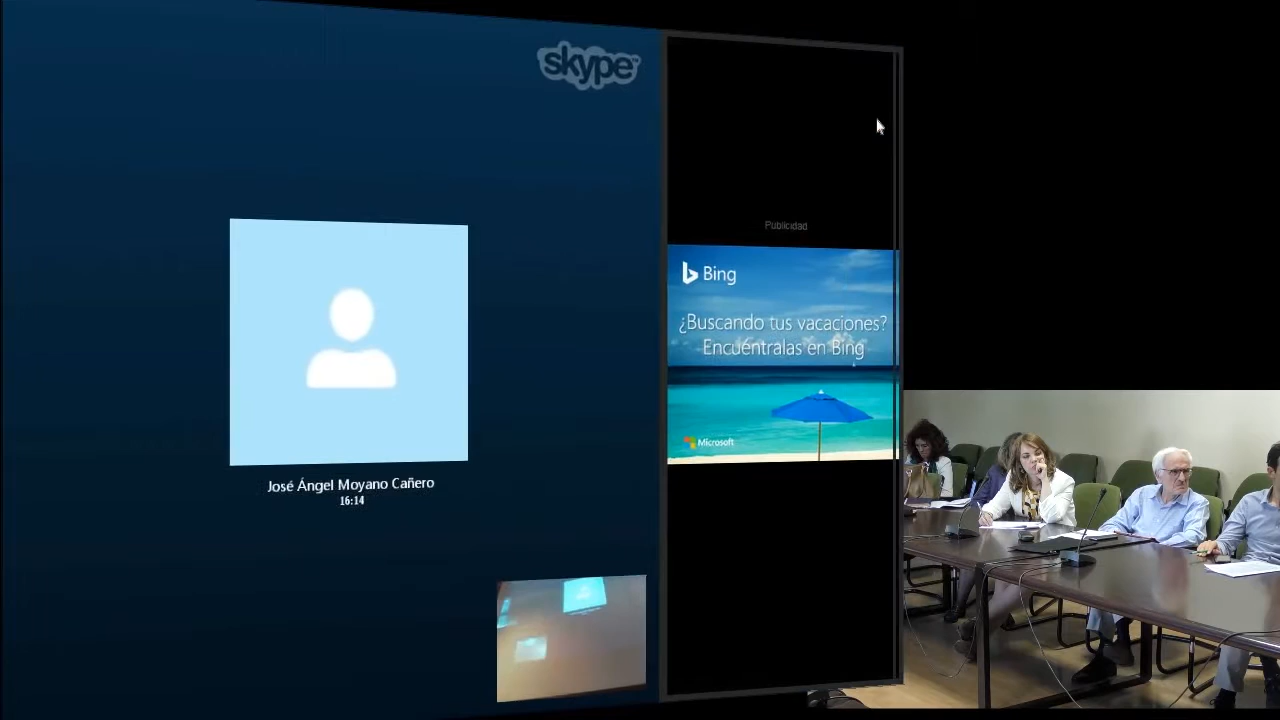 skype
Publicidad
Bing
¿Buscando tus vacaciones?
Encuéntralas en Bing
Microsoft
José Ángel Moyano Cañero
16:14